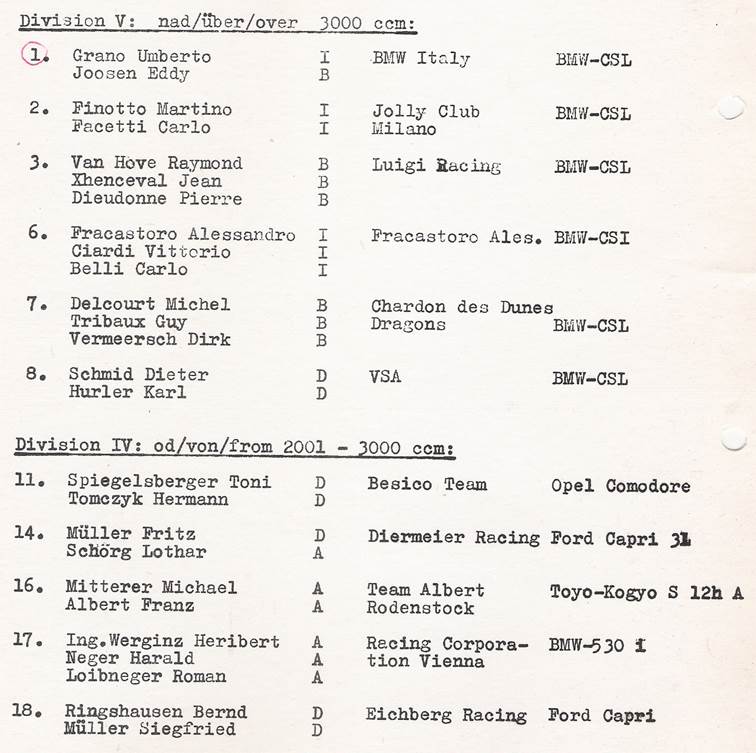 Division V: nad/über/over 3000 ccm:
1. Grano Umberto I BMW Italy BMW-CSL
Joosen Eddy B
2. Finotto Martino I Jolly Club BMW-CSL
Facetti Carlo I Milano
3. Van Hove Raymond B Luigi Racing BMW-CSL
Xhenceval Jean B
Dieudonne Pierre B
6. Fracastoro Alessandro I Fracastoro Ales. BMW-CSI
Ciardi Vittorio I
Belli Carlo I
7. Delcourt Michel B Chardon des Dunes
Tribaux Guy B Dragons BMW-CSL
Vermeersch Dirk B
8. Schmid Dieter D VSA BMW-CSL
Hurler Karl D
Division IV: od/von/from 2001 - 3000 ccm:
11. Spiegelsberger Toni D Besico Team Opel Comodore
Tomczyk Hermann D
14. Müller Fritz D Diermeier Racing Ford Capri 3L
Schörg Lothar A
16. Mitterer Michael A Team Albert Toyo-Kogyo S 12h A
Albert Franz A Rodenstock
17. Ing.Werginz Heribert A Racing Corpora- BMW-530 i
Neger Harald A tion Vienna
Loibneger Roman A
18. Ringshausen Bernd D Eichberg Racing Ford Capri
Müller Siegfried D